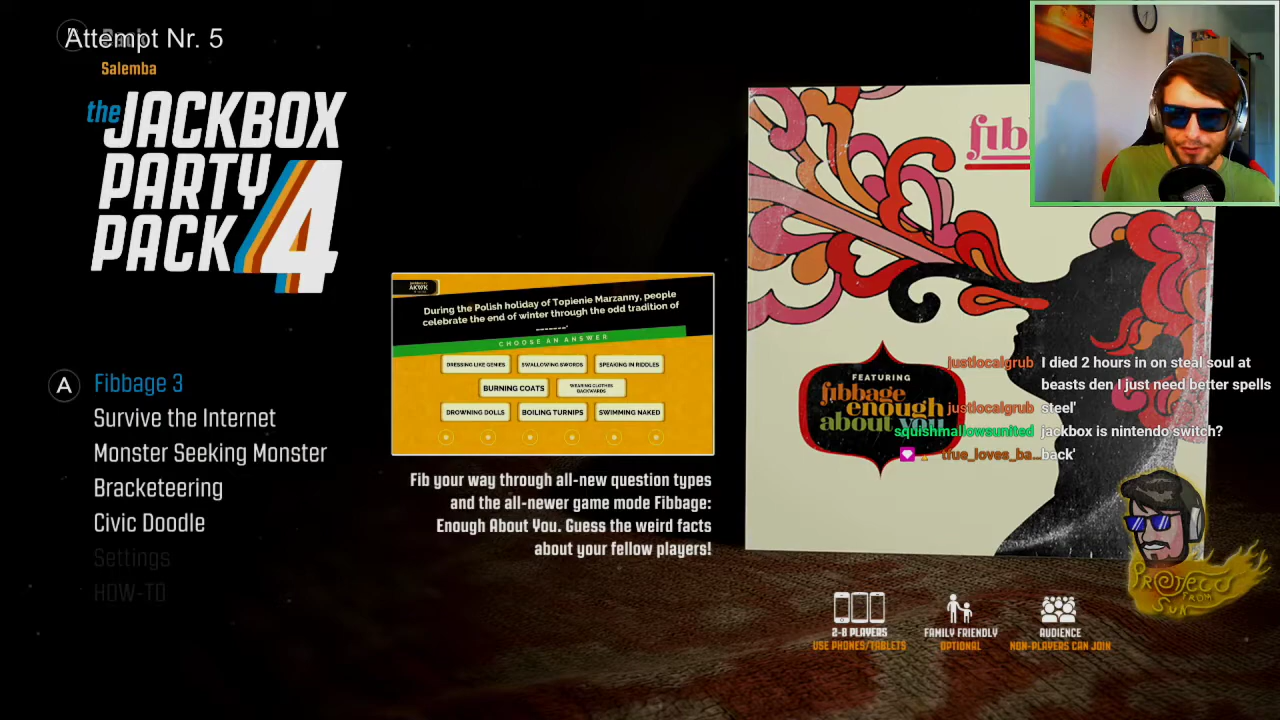 Attempt Nr. 5
Salemba
the JACKBOX
PARTY
PACK 4
A Fibbage 3
Survive the Internet
Monster Seeking Monster
Bracketeering
Civic Doodle
Settings
HOW-TO
During the Polish holiday of Topienie Marzanny, people
celebrate the end of winter through the odd tradition of
_______.
CHOOSE AN ANSWER
DRESSING LIKE GENIES
SWALLOWING SWORDS
SPEAKING IN RIDDLES
BURNING COATS
WEARING CLOTHES
BACKWARDS
DROWNING DOLLS
BOILING TURNIPS
SWIMMING NAKED
Fib your way through all-new question types
and the all-newer game mode Fibbage:
Enough About You. Guess the weird facts
about your fellow players!
fibb
FEATURING
fibbage
enough
about you
justlocalgrub I died 2 hours in on steal soul at
beasts den I just need better spells
justlocalgrub steel'
squishmallowsunited jackbox is nintendo switch?
true_loves_ba... back'
PROTECC
FROM
SUN
2-8 PLAYERS
USE PHONES/TABLETS
FAMILY FRIENDLY
OPTIONAL
AUDIENCE
NON-PLAYERS CAN JOIN